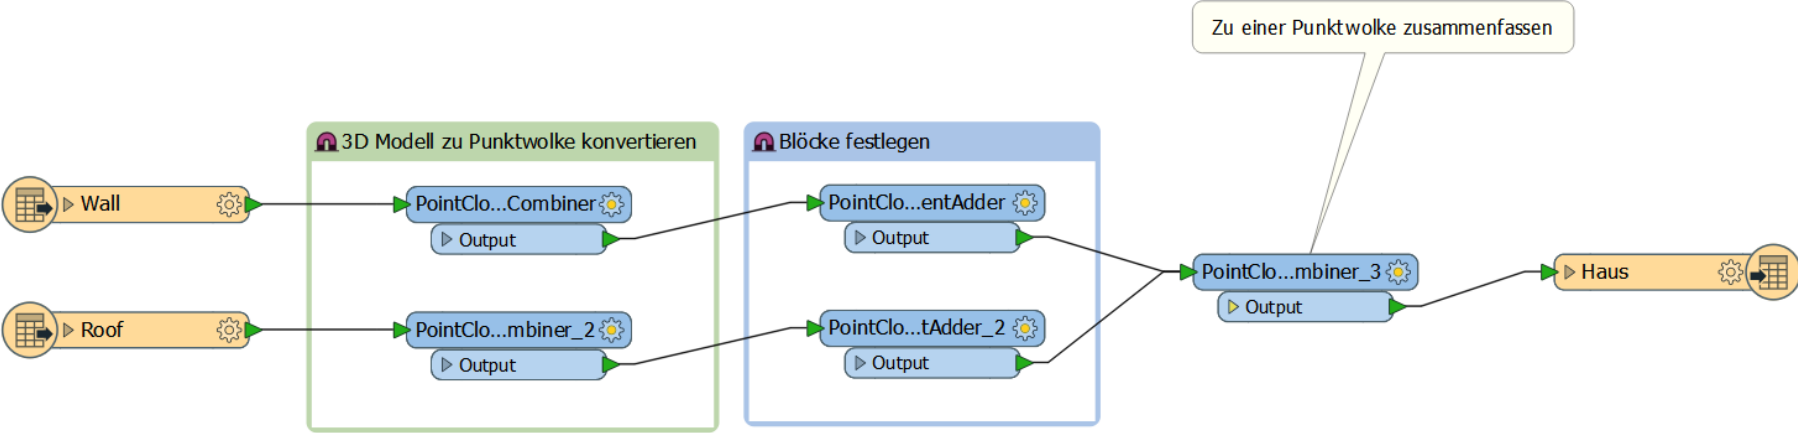 Zu einer Punktwolke zusammenfassen
3D Modell zu Punktwolke konvertieren
Blöcke festlegen
Wall
PointClo...Combiner
Output
PointClo...entAdder
Output
PointClo...mbiner_3
Output
Haus
Roof
PointClo...mbiner_2
Output
PointClo...tAdder_2
Output